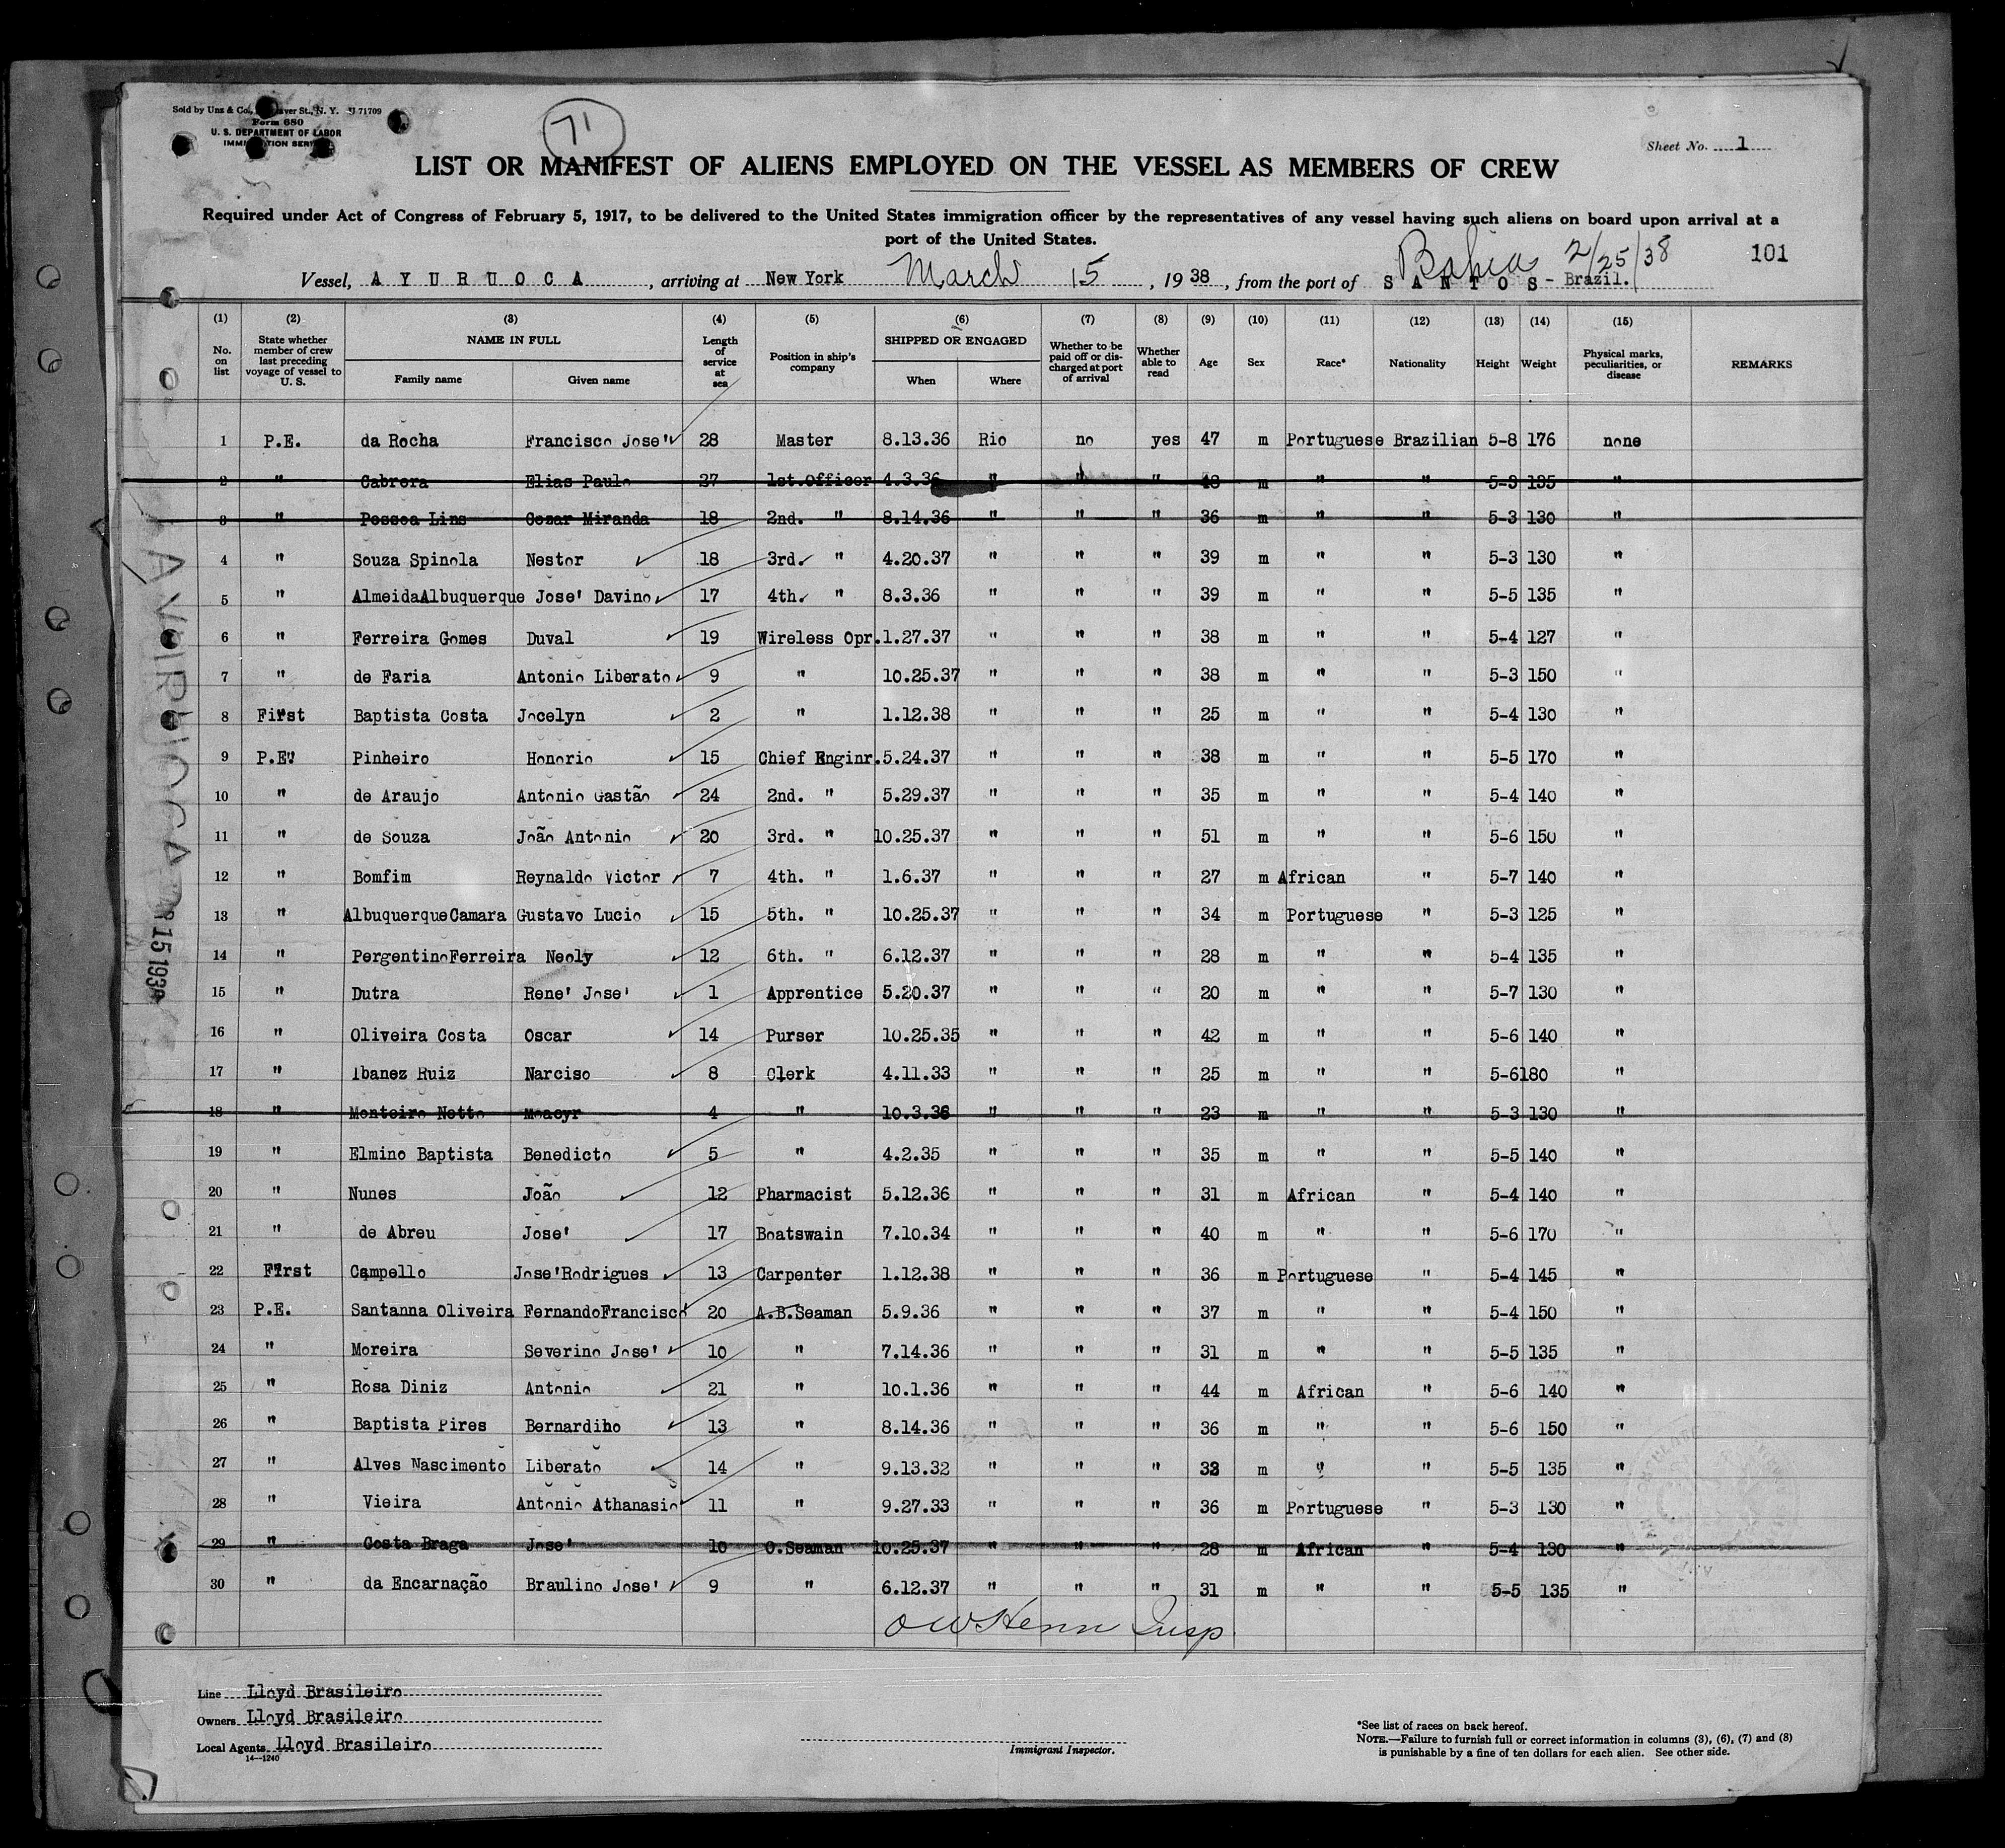 Sold by Unz & Co., Beaver St., N. Y. U 71709
Form 680
U. S. DEPARTMENT OF LABOR
IMMIGRATION SERVICE
71
Sheet No. 1
LIST OR MANIFEST OF ALIENS EMPLOYED ON THE VESSEL AS MEMBERS OF CREW
Required under Act of Congress of February 5, 1917, to be delivered to the United States immigration officer by the representatives of any vessel having such aliens on board upon arrival at a
port of the United States.
Bahia 2/25/38 101
Vessel, AYURUOCA, arriving at New York March 15, 1938, from the port of SANTOS - Brazil.
(1) (2) (3) (4) (5) (6) (7) (8) (9) (10) (11) (12) (13) (14) (15)
No. on list State whether member of crew last preceding voyage of vessel to U. S. NAME IN FULL Family name Given name Length of service at sea Position in ship's company SHIPPED OR ENGAGED When Where Whether to be paid off or discharged at port of arrival Whether able to read Age Sex Race* Nationality Height Weight Physical marks, peculiarities, or disease REMARKS
1 P.E. da Rocha Francisco Jose' 28 Master 8.13.36 Rio no yes 47 m Portuguese Brazilian 5-8 176 none
2 " Cabrera Elias Paulo 27 1st.Officer 4.3.36 " " " 48 m " " 5-3 135 "
3 " Pessoa Lins Cezar Miranda 18 2nd. " 8.14.36 " " " 36 m " " 5-3 130 "
4 " Souza Spinola Nestor 18 3rd. " 4.20.37 " " " 39 m " " 5-3 130 "
5 " AlmeidaAlbuquerque Jose' Davino 17 4th. " 8.3.36 " " " 39 m " " 5-5 135 "
6 " Ferreira Gomes Duval 19 Wireless Opr. 1.27.37 " " " 38 m " " 5-4 127 "
7 " de Faria Antonio Liberato 9 " 10.25.37 " " " 38 m " " 5-3 150 "
8 First Baptista Costa Jocelyn 2 " 1.12.38 " " " 25 m " " 5-4 130 "
9 P.E. Pinheiro Honorio 15 Chief Enginr. 5.24.37 " " " 38 m " " 5-5 170 "
10 " de Araujo Antonio Gastão 24 2nd. " 5.29.37 " " " 35 m " " 5-4 140 "
11 " de Souza João Antonio 20 3rd. " 10.25.37 " " " 51 m " " 5-6 150 "
12 " Bomfim Reynaldo Victor 7 4th. " 1.6.37 " " " 27 m African " 5-7 140 "
13 " AlbuquerqueCamara Gustavo Lucio 15 5th. " 10.25.37 " " " 34 m Portuguese " 5-3 125 "
14 " PergentinoFerreira Neoly 12 6th. " 6.12.37 " " " 28 m " " 5-4 135 "
15 " Dutra Rene' Jose' 1 Apprentice 5.20.37 " " " 20 m " " 5-7 130 "
16 " Oliveira Costa Oscar 14 Purser 10.25.35 " " " 42 m " " 5-6 140 "
17 " Ibanez Ruiz Narciso 8 Clerk 4.11.33 " " " 25 m " " 5-6 180 "
18 " Monteiro Netto Moacyr 4 " 10.3.36 " " " 23 m " " 5-3 130 "
19 " Elmino Baptista Benedicto 5 " 4.2.35 " " " 35 m " " 5-5 140 "
20 " Nunes João 12 Pharmacist 5.12.36 " " " 31 m African " 5-4 140 "
21 " de Abreu Jose' 17 Boatswain 7.10.34 " " " 40 m " " 5-6 170 "
22 First Campello Jose'Rodrigues 13 Carpenter 1.12.38 " " " 36 m Portuguese " 5-4 145 "
23 P.E. Santanna Oliveira FernandoFrancisco 20 A.B.Seaman 5.9.36 " " " 37 m " " 5-4 150 "
24 " Moreira Severino Jose' 10 " 7.14.36 " " " 31 m " " 5-5 135 "
25 " Rosa Diniz Antonio 21 " 10.1.36 " " " 44 m African " 5-6 140 "
26 " Baptista Pires Bernardino 13 " 8.14.36 " " " 36 m " " 5-6 150 "
27 " Alves Nascimento Liberato 14 " 9.13.32 " " " 33 m " " 5-5 135 "
28 " Vieira Antonio Athanasio 11 " 9.27.33 " " " 36 m Portuguese " 5-3 130 "
29 " Costa Braga Jose' 10 O.Seaman 10.25.37 " " " 28 m African " 5-4 130 "
30 " da Encarnação Braulino Jose' 9 " 6.12.37 " " " 31 m " " 5-5 135 "
O W Henn Insp.
Line Lloyd Brasileiro
Owners Lloyd Brasileiro
Local Agents Lloyd Brasileiro
14-1240
Immigrant Inspector.
*See list of races on back hereof.
NOTE.—Failure to furnish full or correct information in columns (3), (6), (7) and (8)
is punishable by a fine of ten dollars for each alien. See other side.
15 1938